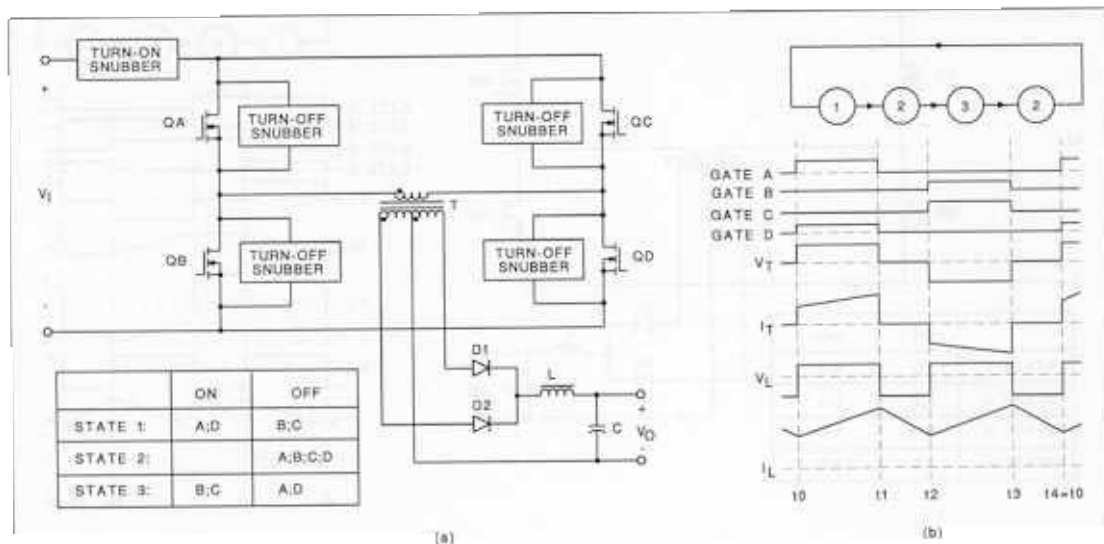 TURN-ON
SNUBBER
+
QA
TURN-OFF
SNUBBER
TURN-OFF
SNUBBER
QC
VI
T
QB
TURN-OFF
SNUBBER
TURN-OFF
SNUBBER
QD
-
D1
D2
L
C
+
VO
-
ON OFF
STATE 1: A;D B;C
STATE 2: A;B;C;D
STATE 3: B;C A;D
(a)
1 2 3 2
GATE A
GATE B
GATE C
GATE D
VT
IT
VL
IL
t0 t1 t2 t3 t4=t0
(b)